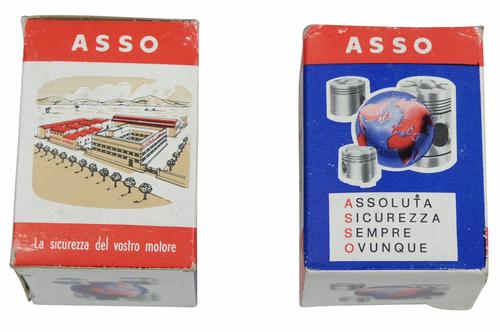 ASSO
La sicurezza del vostro motore
ASSO
ASSOLUTA
SICUREZZA
SEMPRE
OVUNQUE